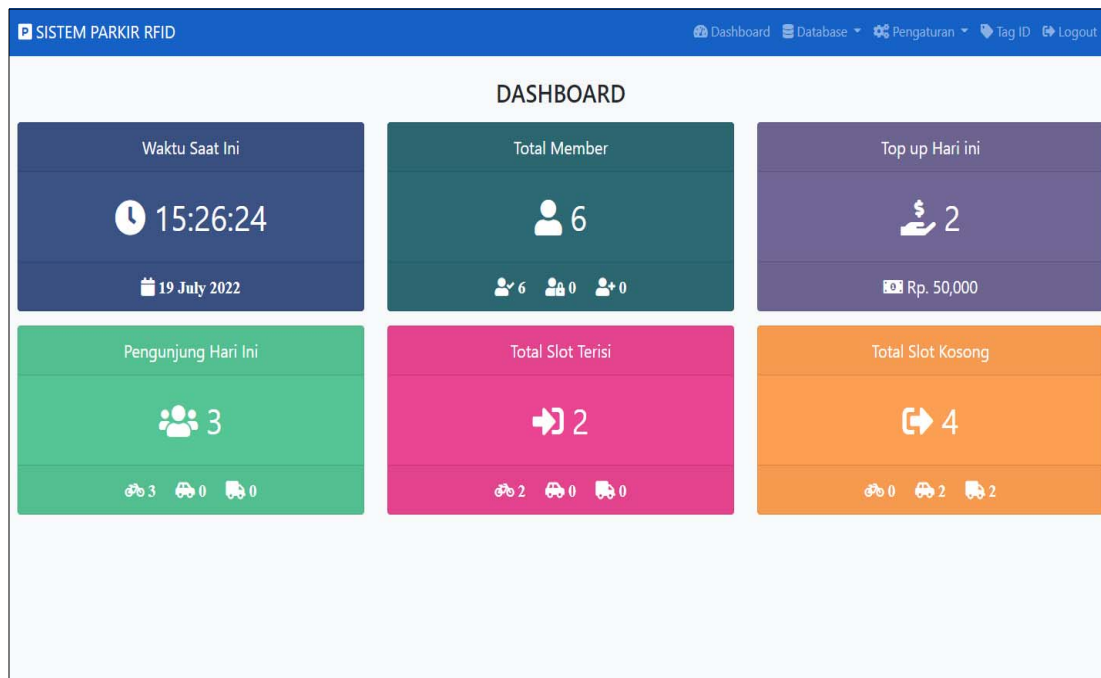 SISTEM PARKIR RFID
Dashboard Database Pengaturan Tag ID Logout
DASHBOARD
Waktu Saat Ini
15:26:24
19 July 2022
Total Member
6
6 0 0
Top up Hari ini
2
Rp. 50,000
Pengunjung Hari Ini
3
3 0 0
Total Slot Terisi
2
2 0 0
Total Slot Kosong
4
0 2 2